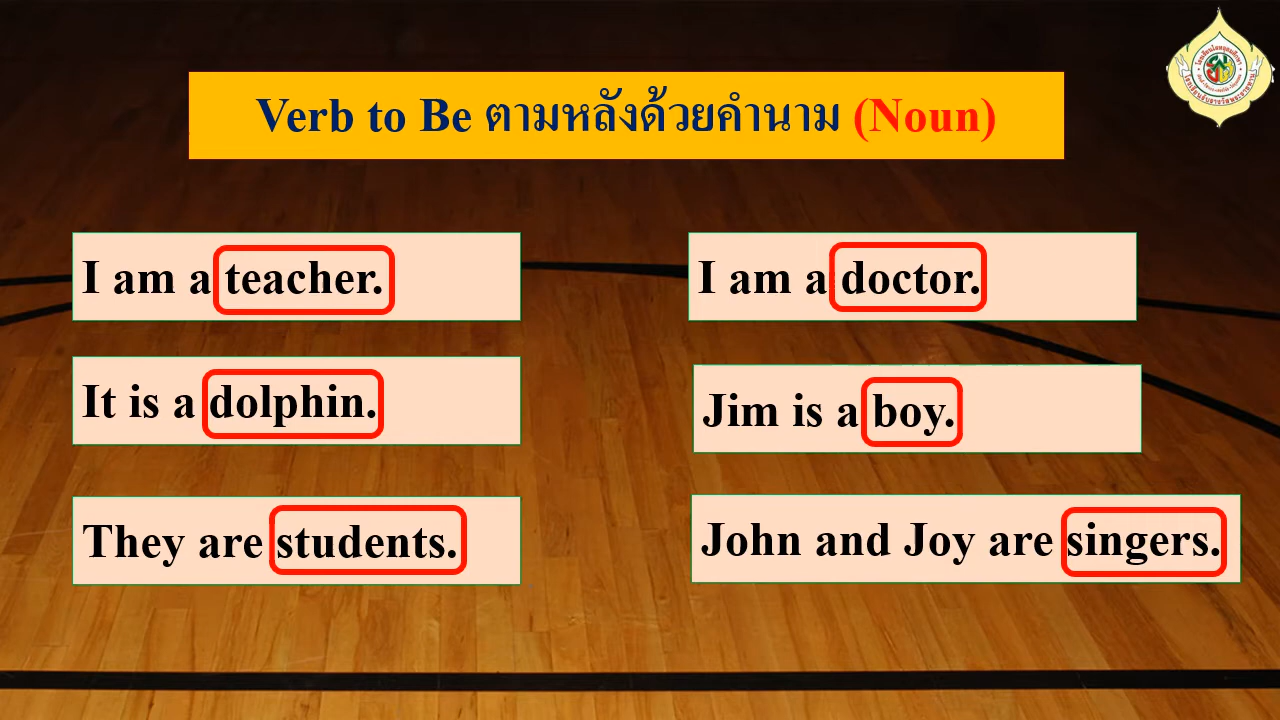 Verb to Be ตามหลังด้วยคำนาม (Noun)
I am a teacher.
I am a doctor.
It is a dolphin.
Jim is a boy.
They are students.
John and Joy are singers.